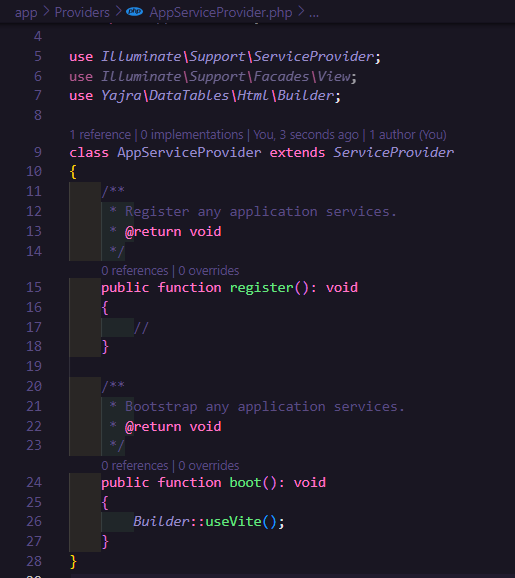 app > Providers > php AppServiceProvider.php > ...
4
5 use Illuminate\Support\ServiceProvider;
6 use Illuminate\Support\Facades\View;
7 use Yajra\DataTables\Html\Builder;
8
1 reference | 0 implementations | You, 3 seconds ago | 1 author (You)
9 class AppServiceProvider extends ServiceProvider
10 {
11     /**
12      * Register any application services.
13      * @return void
14      */
0 references | 0 overrides
15     public function register(): void
16     {
17         //
18     }
19
20     /**
21      * Bootstrap any application services.
22      * @return void
23      */
0 references | 0 overrides
24     public function boot(): void
25     {
26         Builder::useVite();
27     }
28 }